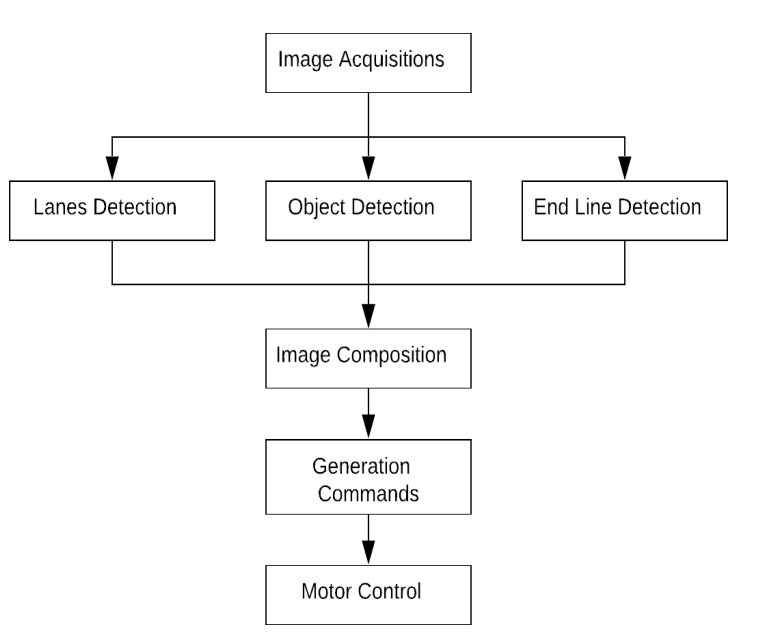 Image Acquisitions
Lanes Detection
Object Detection
End Line Detection
Image Composition
Generation
Commands
Motor Control